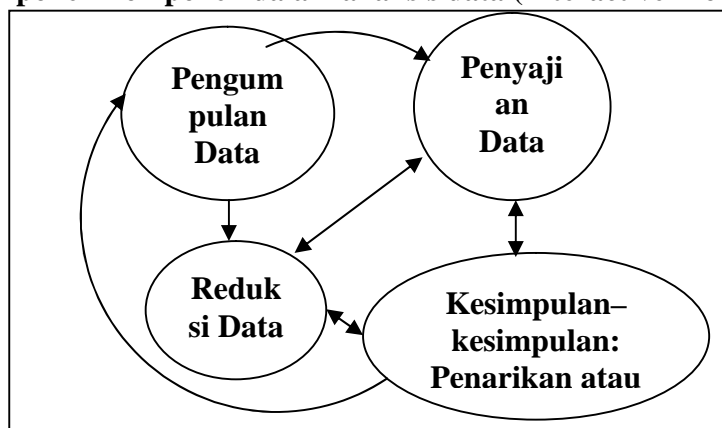 Pengum
pulan
Data
Penyaji
an
Data
Reduk
si Data
Kesimpulan–
kesimpulan:
Penarikan atau